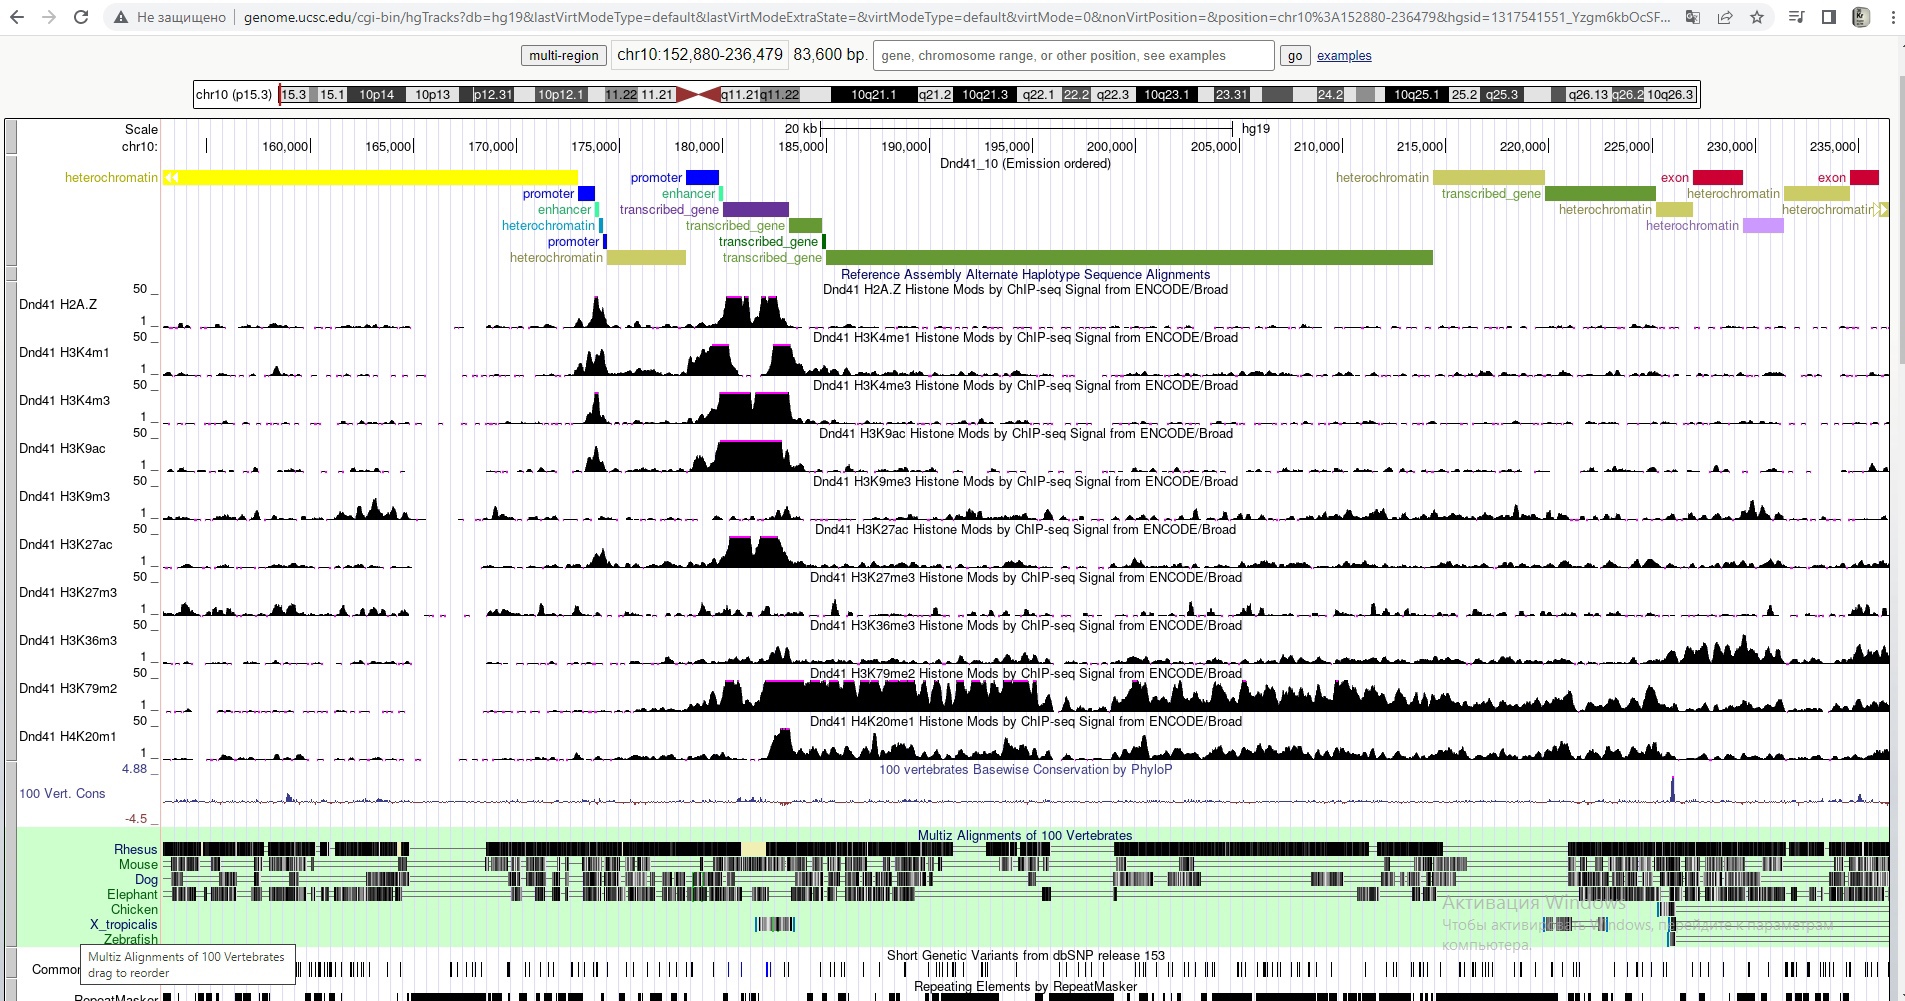 Не защищено | genome.ucsc.edu/cgi-bin/hgTracks?db=hg19&lastVirtModeType=default&lastVirtModeExtraState=&virtModeType=default&virtMode=0&nonVirtPosition=&position=chr10%3A152880-236479&hgsid=1317541551_Yzgm6kbOcSF...
multi-region chr10:152,880-236,479 83,600 bp. gene, chromosome range, or other position, see examples go examples
chr10 (p15.3) 15.3 15.1 10p14 10p13 p12.31 10p12.1 11.22 11.21 q11.21 q11.22 10q21.1 q21.2 10q21.3 q22.1 22.2 q22.3 10q23.1 23.31 24.2 10q25.1 25.2 q25.3 q26.13 q26.2 10q26.3
Scale 20 kb hg19
chr10: 160,000 165,000 170,000 175,000 180,000 185,000 190,000 195,000 200,000 205,000 210,000 215,000 220,000 225,000 230,000 235,000
Dnd41_10 (Emission ordered)
heterochromatin promoter heterochromatin exon exon
promoter enhancer transcribed_gene heterochromatin
enhancer transcribed_gene heterochromatin heterochromatin
heterochromatin transcribed_gene heterochromatin
promoter transcribed_gene
heterochromatin transcribed_gene
Reference Assembly Alternate Haplotype Sequence Alignments
50 Dnd41 H2A.Z Histone Mods by ChIP-seq Signal from ENCODE/Broad
Dnd41 H2A.Z
1
50 Dnd41 H3K4me1 Histone Mods by ChIP-seq Signal from ENCODE/Broad
Dnd41 H3K4m1
1
50 Dnd41 H3K4me3 Histone Mods by ChIP-seq Signal from ENCODE/Broad
Dnd41 H3K4m3
1
50 Dnd41 H3K9ac Histone Mods by ChIP-seq Signal from ENCODE/Broad
Dnd41 H3K9ac
1
50 Dnd41 H3K9me3 Histone Mods by ChIP-seq Signal from ENCODE/Broad
Dnd41 H3K9m3
1
50 Dnd41 H3K27ac Histone Mods by ChIP-seq Signal from ENCODE/Broad
Dnd41 H3K27ac
1
50 Dnd41 H3K27me3 Histone Mods by ChIP-seq Signal from ENCODE/Broad
Dnd41 H3K27m3
1
50 Dnd41 H3K36me3 Histone Mods by ChIP-seq Signal from ENCODE/Broad
Dnd41 H3K36m3
1
50 Dnd41 H3K79me2 Histone Mods by ChIP-seq Signal from ENCODE/Broad
Dnd41 H3K79m2
1
50 Dnd41 H4K20me1 Histone Mods by ChIP-seq Signal from ENCODE/Broad
Dnd41 H4K20m1
1
4.88 100 vertebrates Basewise Conservation by PhyloP
100 Vert. Cons
-4.5
Multiz Alignments of 100 Vertebrates
Rhesus
Mouse
Dog
Elephant
Chicken
X_tropicalis
Zebrafish
Активация Windows
Чтобы активировать Windows, перейдите к параметрам
компьютера.
Multiz Alignments of 100 Vertebrates
drag to reorder
Short Genetic Variants from dbSNP release 153
Common
Repeating Elements by RepeatMasker
RepeatMasker